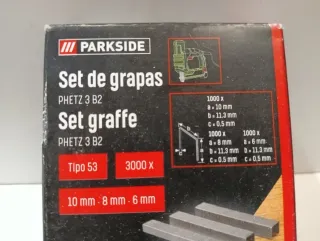 PARKSIDE
Set de grapas
PHETZ 3 B2
Set graffe
PHETZ 3 B2
Tipo 53
3000 x
10 mm - 8 mm - 6 mm
1000 x
B = 10 mm
D = 11,3 mm
C = 0,5 mm
1000 x 1000 x
B = 8 mm B = 6 mm
D = 11,3 mm D = 11,3 mm
C = 0,5 mm C = 0,5 mm